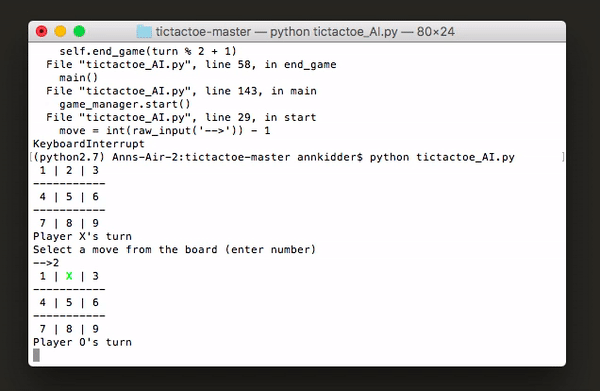 tictactoe-master — python tictactoe_AI.py — 80×24
    self.end_game(turn % 2 + 1)
  File "tictactoe_AI.py", line 58, in end_game
    main()
  File "tictactoe_AI.py", line 143, in main
    game_manager.start()
  File "tictactoe_AI.py", line 29, in start
    move = int(raw_input('-->')) - 1
KeyboardInterrupt
[(python2.7) Anns-Air-2:tictactoe-master annkidder$ python tictactoe_AI.py ]
 1 | 2 | 3
-----------
 4 | 5 | 6
-----------
 7 | 8 | 9
Player X's turn
Select a move from the board (enter number)
-->2
 1 | X | 3
-----------
 4 | 5 | 6
-----------
 7 | 8 | 9
Player O's turn